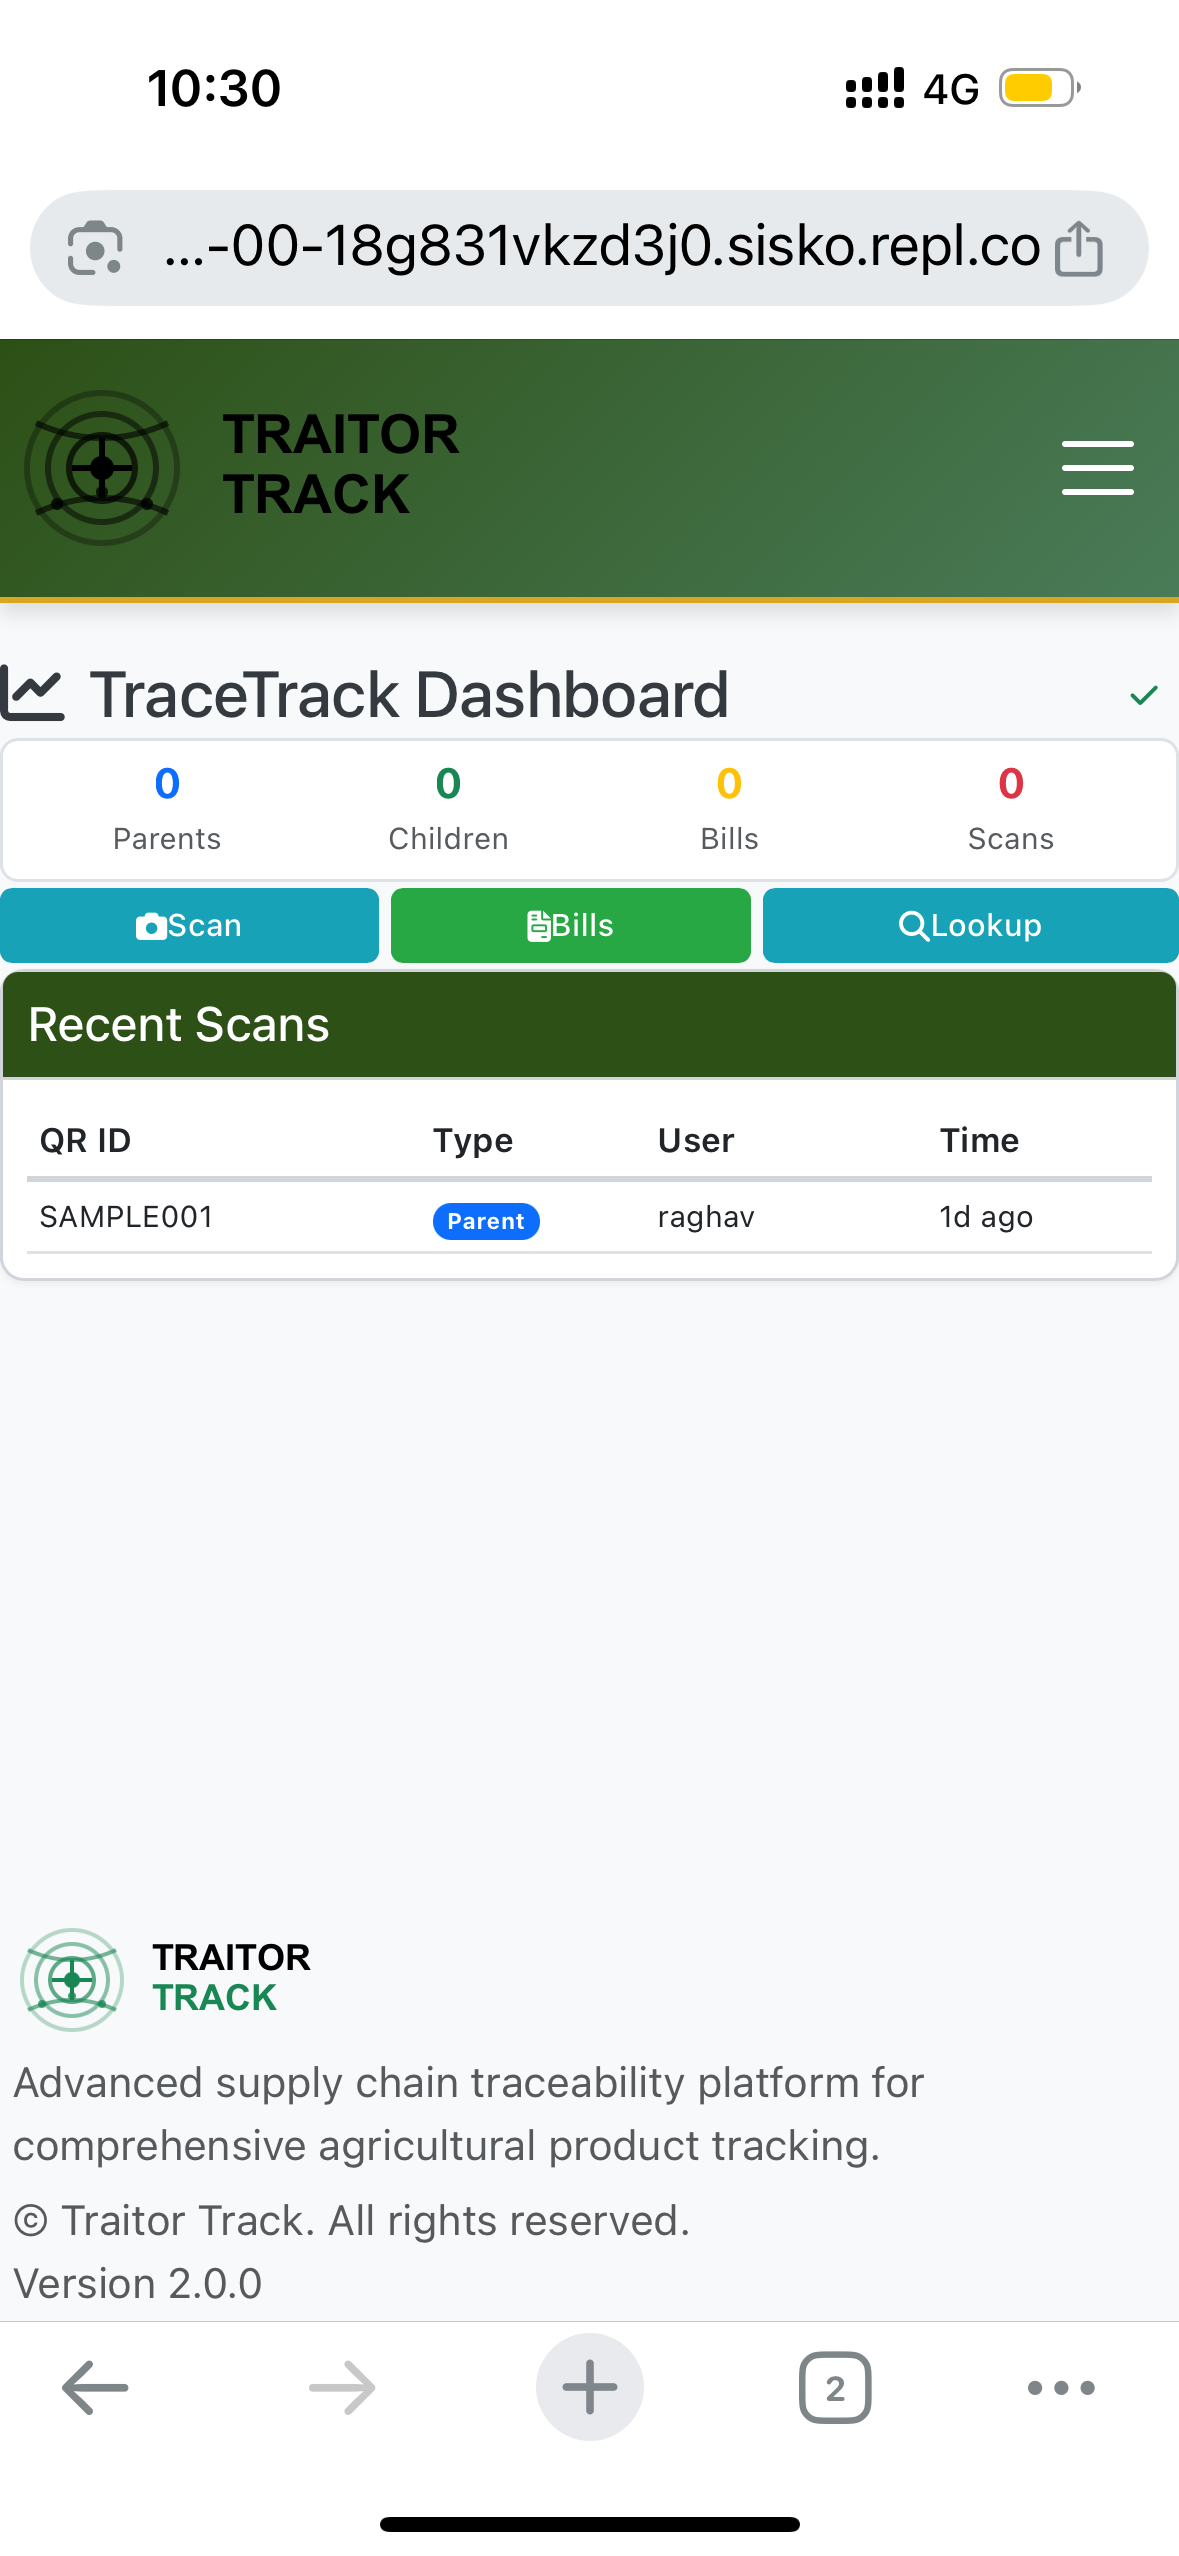 10:30
4G
...-00-18g831vkzd3j0.sisko.repl.co
TRAITOR
TRACK
TraceTrack Dashboard
0 0 0 0
Parents Children Bills Scans
Scan Bills Lookup
Recent Scans
QR ID Type User Time
SAMPLE001 Parent raghav 1d ago
TRAITOR
TRACK
Advanced supply chain traceability platform for
comprehensive agricultural product tracking.
© Traitor Track. All rights reserved.
Version 2.0.0
2